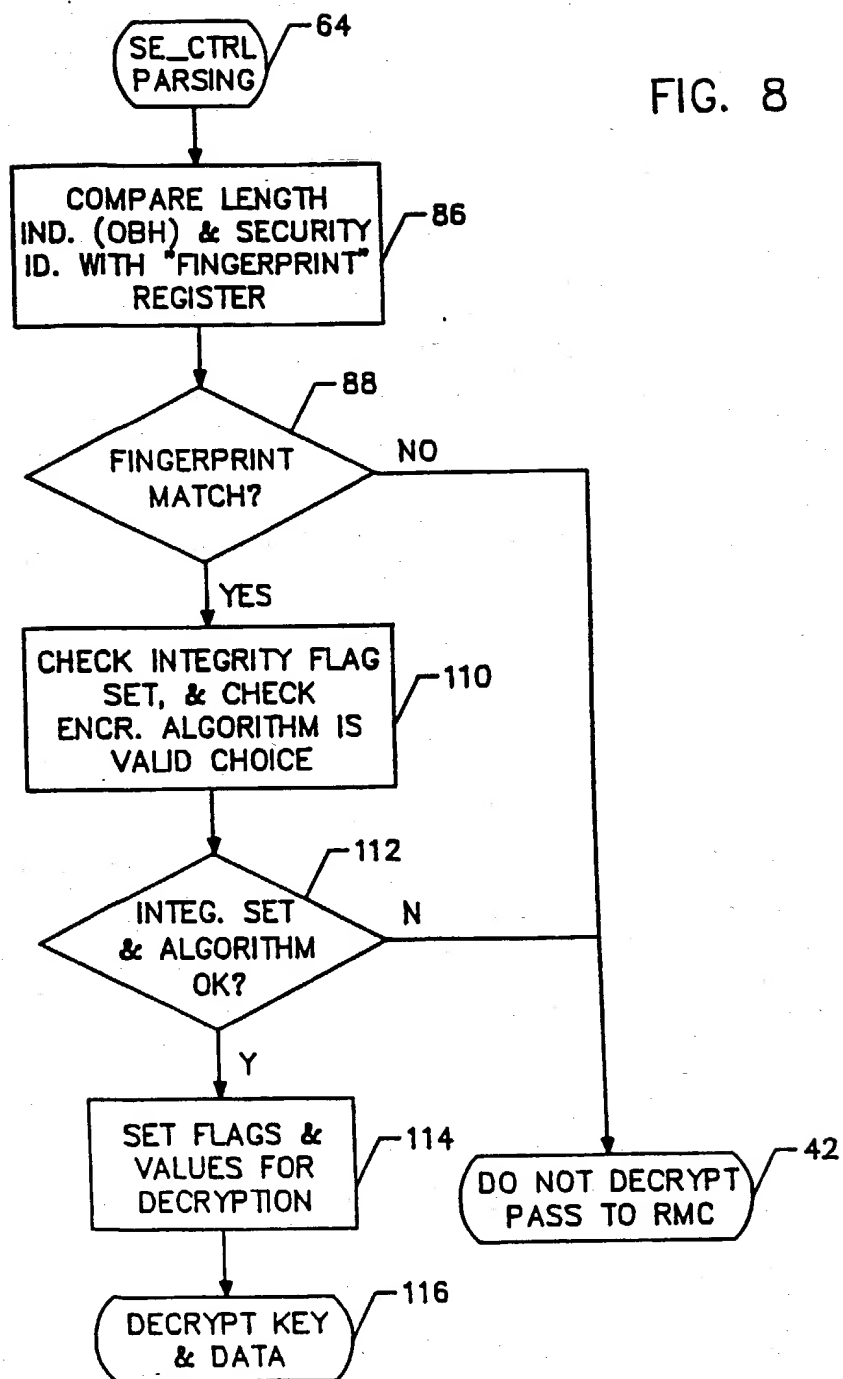 64
SE_CTRL
PARSING
FIG. 8
COMPARE LENGTH
IND. (OBH) & SECURITY
ID. WITH "FINGERPRINT"
REGISTER
86
88
FINGERPRINT
MATCH?
NO
YES
CHECK INTEGRITY FLAG
SET, & CHECK
ENCR. ALGORITHM IS
VALID CHOICE
110
112
INTEG. SET
& ALGORITHM
OK?
N
Y
SET FLAGS &
VALUES FOR
DECRYPTION
114
42
DO NOT DECRYPT
PASS TO RMC
116
DECRYPT KEY
& DATA